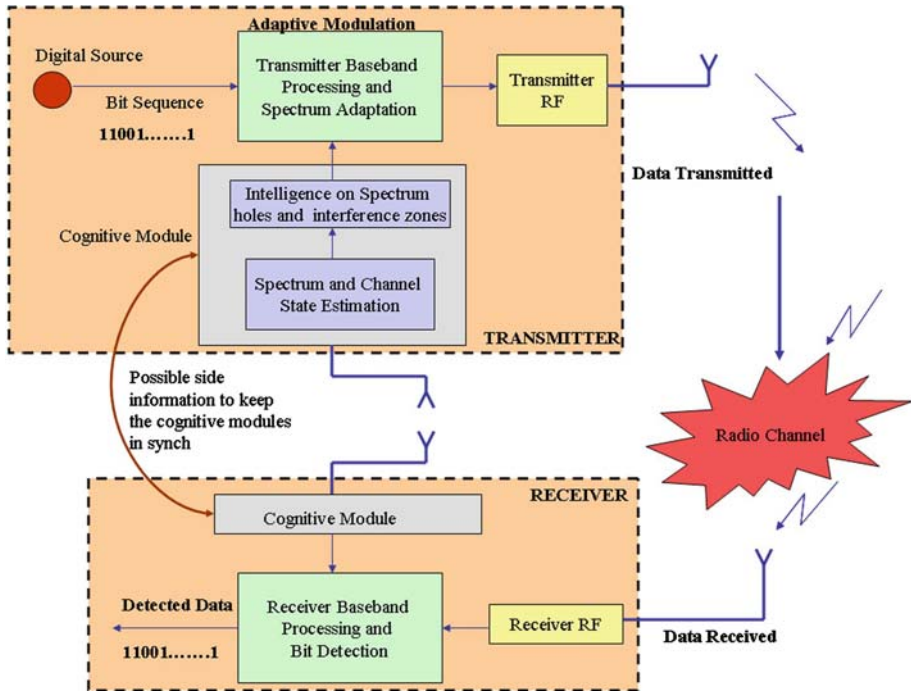 Adaptive Modulation
Digital Source
Transmitter Baseband
Processing and
Spectrum Adaptation
Transmitter
RF
Bit Sequence
11001.......1
Data Transmitted
Intelligence on Spectrum
holes and interference zones
Cognitive Module
Spectrum and Channel
State Estimation
TRANSMITTER
Possible side
information to keep
the cognitive modules
in synch
Radio Channel
RECEIVER
Cognitive Module
Detected Data
Receiver Baseband
Processing and
Bit Detection
Receiver RF
Data Received
11001.......1